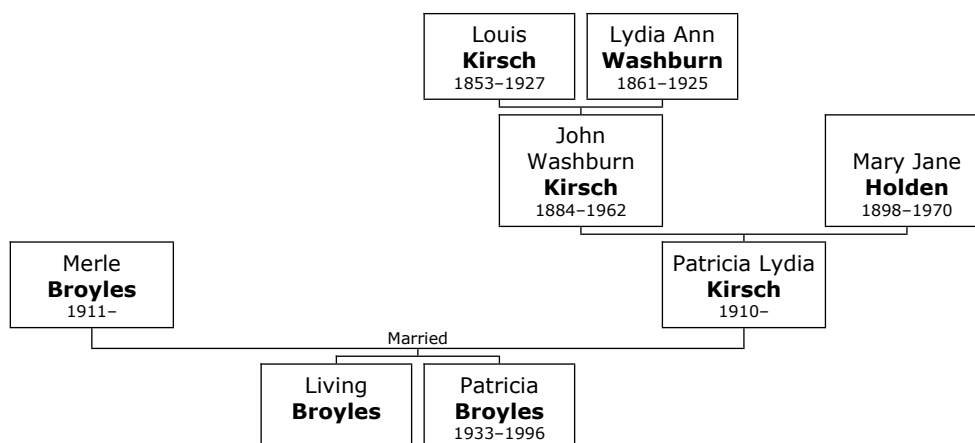 Louis
Kirsch
1853–1927
Lydia Ann
Washburn
1861–1925
John
Washburn
Kirsch
1884–1962
Mary Jane
Holden
1898–1970
Merle
Broyles
1911–
Patricia Lydia
Kirsch
1910–
Married
Living
Broyles
Patricia
Broyles
1933–1996